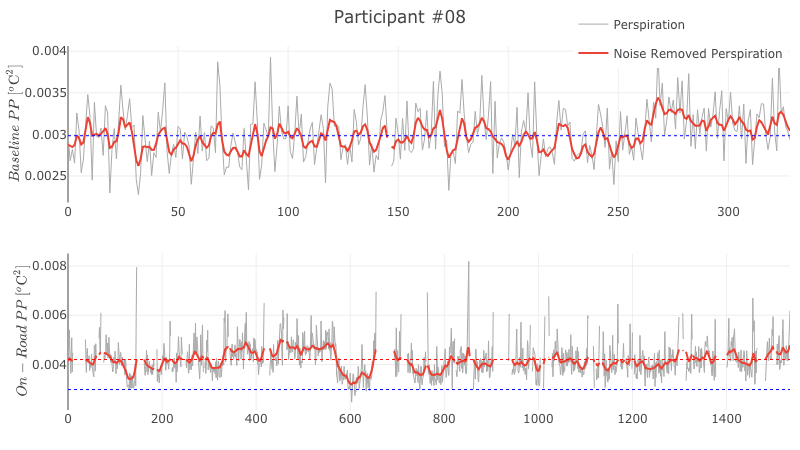 Participant #08
Perspiration
Noise Removed Perspiration
Baseline PP [°C²]
0.004
0.0035
0.003
0.0025
0 50 100 150 200 250 300
On − Road PP [°C²]
0.008
0.006
0.004
0 200 400 600 800 1000 1200 1400